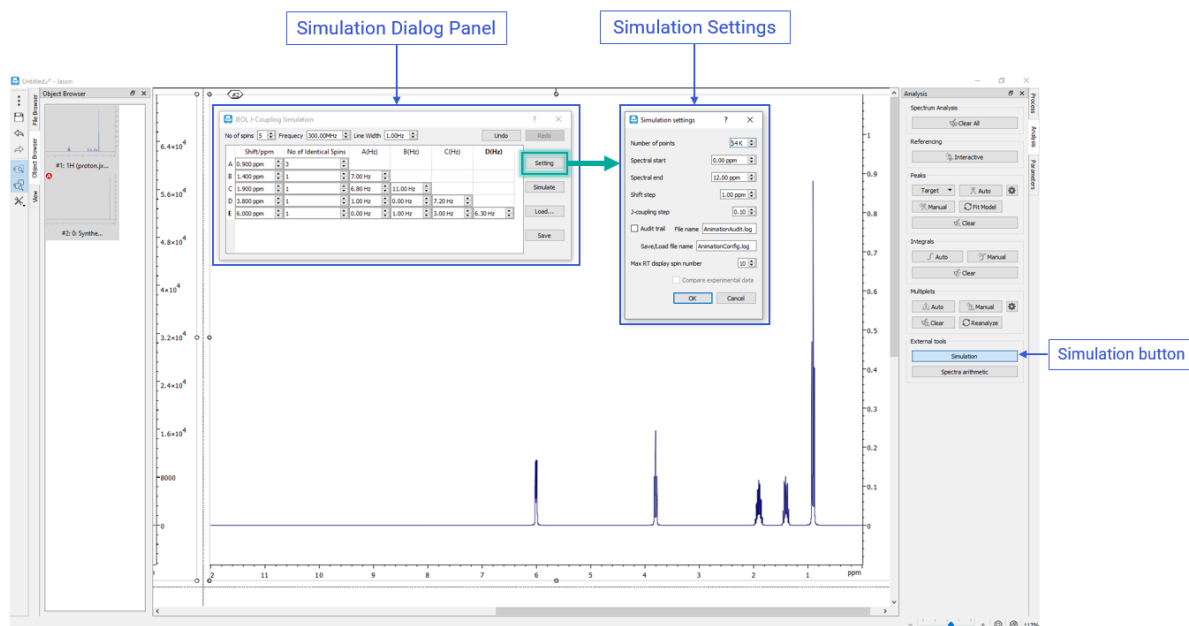 Simulation Dialog Panel
Simulation Settings
Untitled.* - Jason
Object Browser
#1: 1H (proton.jx...
#2: 0: Synthe...
File Browser
Object Browser
View
#2
JEOL J-Coupling Simulation
No of spins 5 Frequecy 300.00MHz Line Width 1.00Hz Undo Redo
Shift/ppm No of Identical Spins A(Hz) B(Hz) C(Hz) D(Hz)
A 0.900 ppm 3
B 1.400 ppm 1 7.00 Hz
C 1.900 ppm 1 6.80 Hz 11.00 Hz
D 3.800 ppm 1 1.00 Hz 0.00 Hz 7.20 Hz
E 6.000 ppm 1 0.00 Hz 1.00 Hz 3.00 Hz 6.30 Hz
Setting
Simulate
Load...
Save
Simulation settings
Number of points
Spectral start 0.00 ppm
Spectral end 12.00 ppm
Shift step 1.00 ppm
J-coupling step 0.10
Audit trail File name AnimationAudit.log
Save/Load file name AnimationConfig.log
Max RT display spin number 10
Compare experimental data
OK Cancel
6.4×10⁴
5.6×10⁴
4.8×10⁴
4×10⁴
3.2×10⁴
2.4×10⁴
1.6×10⁴
8000
0
1
0.9
0.8
0.7
0.6
0.5
0.4
0.3
0.2
0.1
0
2 11 10 9 8 7 6 5 4 3 2 1 ppm
Analysis
Spectrum Analysis
Clear All
Referencing
Interactive
Peaks
Target Auto
Manual Fit Model
Clear
Integrals
Auto Manual
Clear
Multiplets
Auto Manual
Clear Reanalyze
External tools
Simulation
Spectra arithmetic
Process
Analysis
Parameters
Simulation button
117%